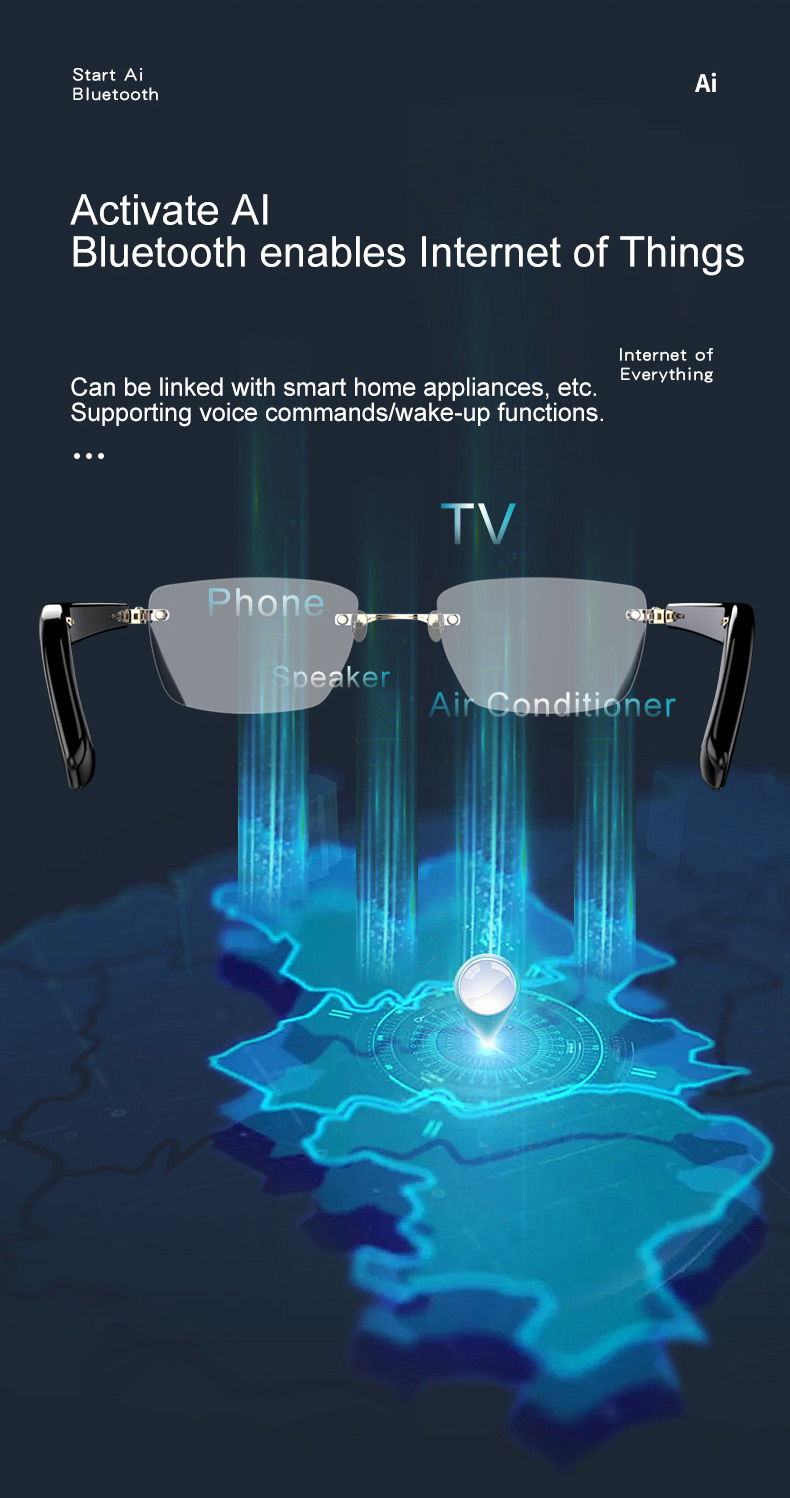 Start Ai
Bluetooth
Ai
Activate AI
Bluetooth enables Internet of Things
Internet of
Everything
Can be linked with smart home appliances, etc.
Supporting voice commands/wake-up functions.
...
TV
Phone
Speaker
Air Conditioner